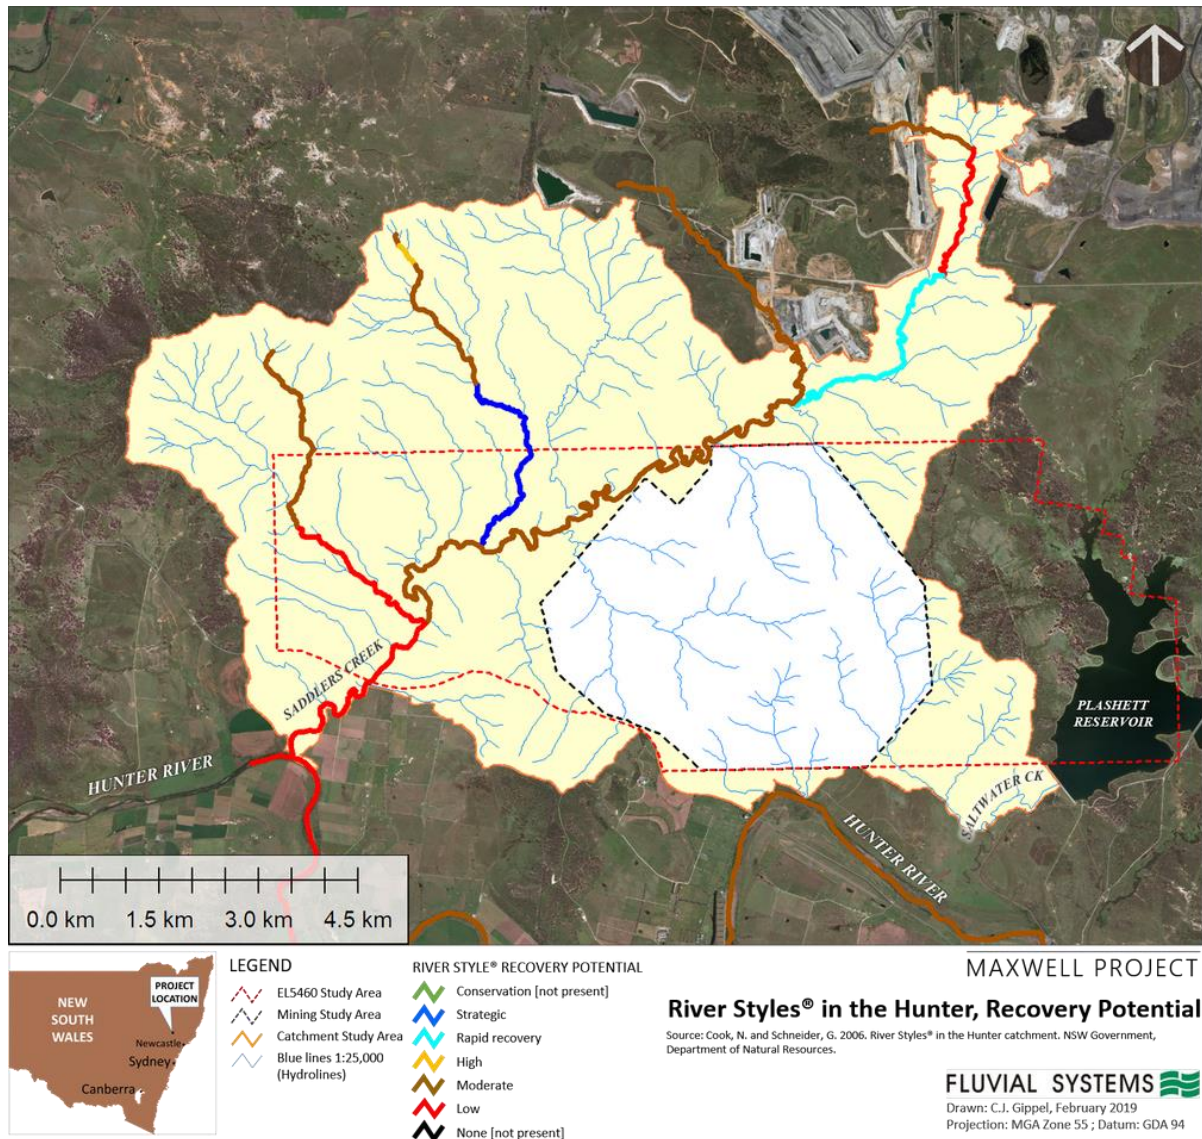 SADDLERS CREEK
HUNTER RIVER
PLASHETT
RESERVOIR
SALTWATER CK
HUNTER RIVER
0.0 km 1.5 km 3.0 km 4.5 km
NEW
SOUTH
WALES
PROJECT
LOCATION
Newcastle
Sydney
Canberra
LEGEND
EL5460 Study Area
Mining Study Area
Catchment Study Area
Blue lines 1:25,000
(Hydrolines)
RIVER STYLE® RECOVERY POTENTIAL
Conservation [not present]
Strategic
Rapid recovery
High
Moderate
Low
None [not present]
MAXWELL PROJECT
River Styles® in the Hunter, Recovery Potential
Source: Cook, N. and Schneider, G. 2006. River Styles® in the Hunter catchment. NSW Government,
Department of Natural Resources.
FLUVIAL SYSTEMS
Drawn: C.J. Gippel, February 2019
Projection: MGA Zone 55 ; Datum: GDA 94